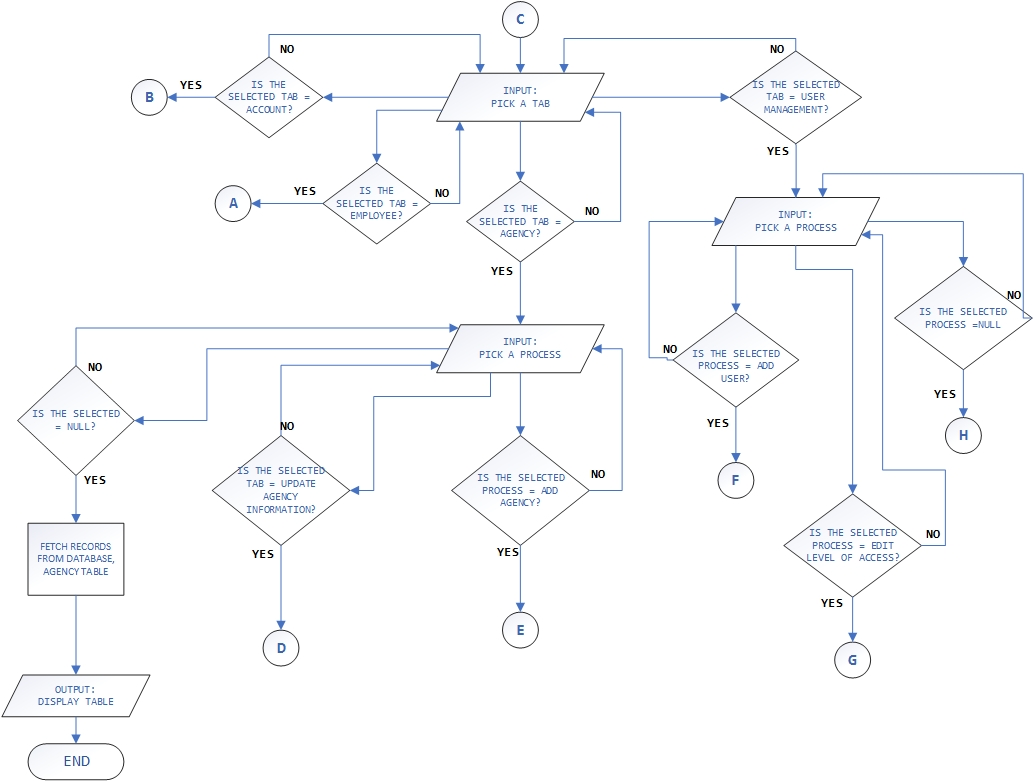 C
NO
NO
IS THE
SELECTED TAB =
ACCOUNT?
YES
B
INPUT:
PICK A TAB
IS THE SELECTED
TAB = USER
MANAGEMENT?
YES
IS THE
SELECTED TAB =
EMPLOYEE?
YES
NO
A
IS THE
SELECTED TAB =
AGENCY?
NO
YES
INPUT:
PICK A PROCESS
IS THE SELECTED
PROCESS =NULL
NO
YES
H
INPUT:
PICK A PROCESS
NO
IS THE SELECTED
PROCESS = ADD
USER?
YES
F
NO
IS THE SELECTED
= NULL?
YES
NO
IS THE SELECTED
TAB = UPDATE
AGENCY
INFORMATION?
YES
IS THE SELECTED
PROCESS = ADD
AGENCY?
NO
YES
IS THE SELECTED
PROCESS = EDIT
LEVEL OF ACCESS?
NO
YES
FETCH RECORDS
FROM DATABASE,
AGENCY TABLE
D
E
G
OUTPUT:
DISPLAY TABLE
END